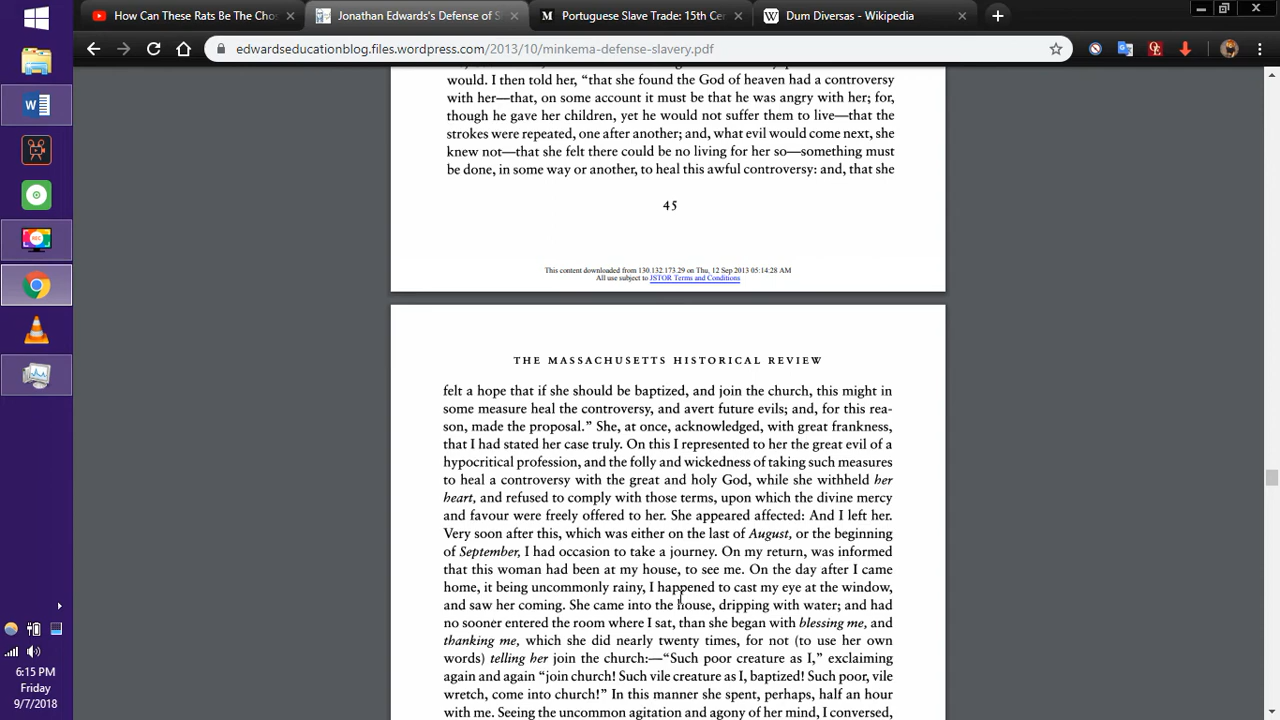 How Can These Rats Be The Cho
Jonathan Edwards's Defense of S
Portuguese Slave Trade: 15th Ce
Dum Diversas - Wikipedia
edwardseducationblog.files.wordpress.com/2013/10/minkema-defense-slavery.pdf
would. I then told her, “that she found the God of heaven had a controversy
with her—that, on some account it must be that he was angry with her; for,
though he gave her children, yet he would not suffer them to live—that the
strokes were repeated, one after another; and, what evil would come next, she
knew not—that she felt there could be no living for her so—something must
be done, in some way or another, to heal this awful controversy: and, that she
45
This content downloaded from 130.132.173.29 on Thu, 12 Sep 2013 05:14:28 AM
All use subject to JSTOR Terms and Conditions
THE MASSACHUSETTS HISTORICAL REVIEW
felt a hope that if she should be baptized, and join the church, this might in
some measure heal the controversy, and avert future evils; and, for this rea-
son, made the proposal.” She, at once, acknowledged, with great frankness,
that I had stated her case truly. On this I represented to her the great evil of a
hypocritical profession, and the folly and wickedness of taking such measures
to heal a controversy with the great and holy God, while she withheld her
heart, and refused to comply with those terms, upon which the divine mercy
and favour were freely offered to her. She appeared affected: And I left her.
Very soon after this, which was either on the last of August, or the beginning
of September, I had occasion to take a journey. On my return, was informed
that this woman had been at my house, to see me. On the day after I came
home, it being uncommonly rainy, I happened to cast my eye at the window,
and saw her coming. She came into the house, dripping with water; and had
no sooner entered the room where I sat, than she began with blessing me, and
thanking me, which she did nearly twenty times, for not (to use her own
words) telling her join the church:—“Such poor creature as I,” exclaiming
again and again “join church! Such vile creature as I, baptized! Such poor, vile
wretch, come into church!” In this manner she spent, perhaps, half an hour
with me. Seeing the uncommon agitation and agony of her mind, I conversed,
6:15 PM
Friday
9/7/2018